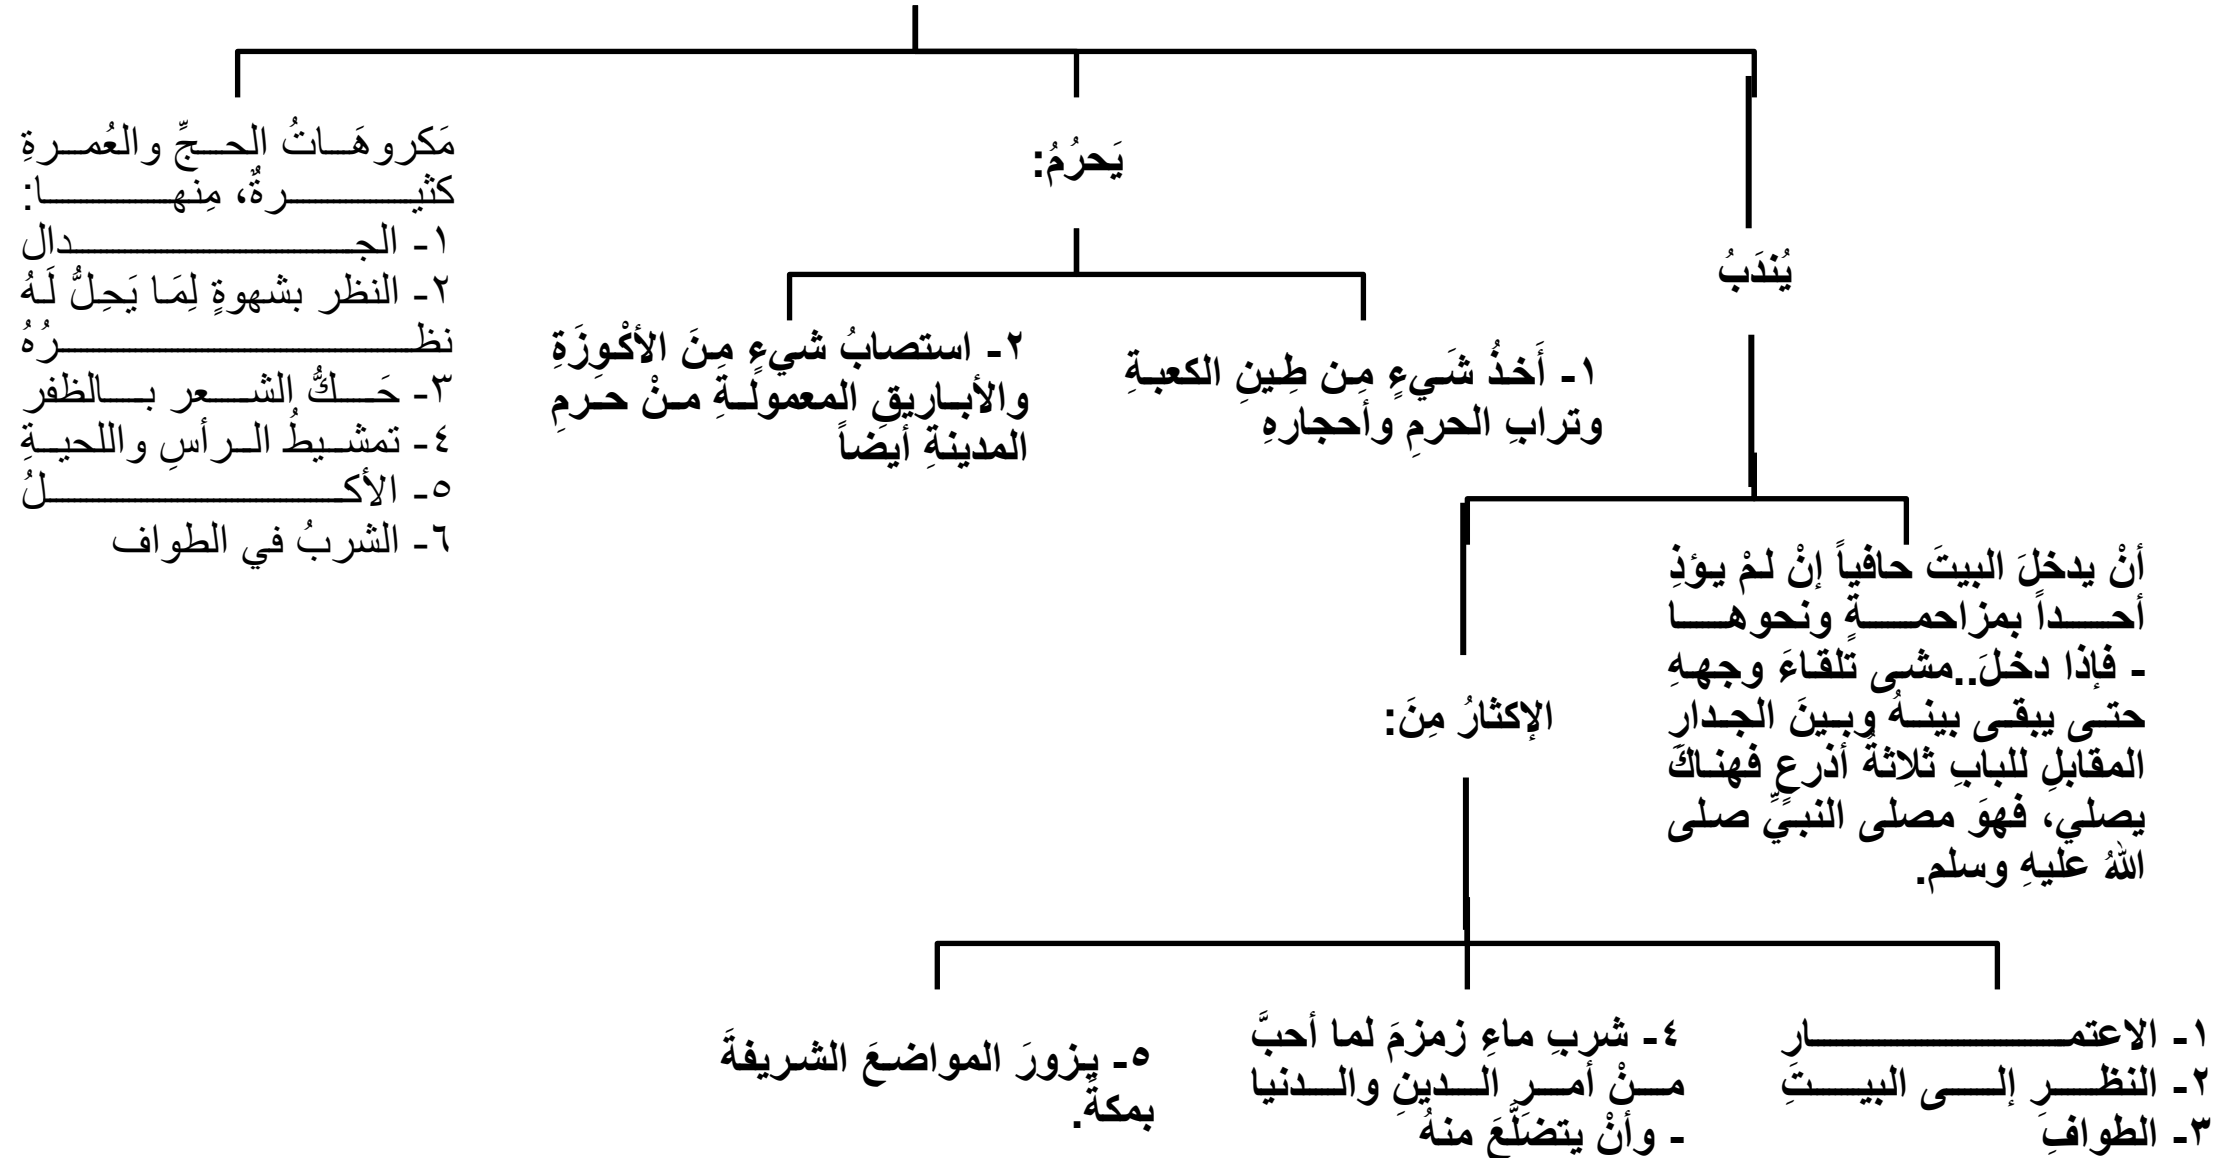 يُندَبُ
أنْ يدخلَ البيتَ حافياً إنْ لمْ يؤذِ
أحداً بمزاحمةٍ ونحوها
- فإذا دخلَ..مشى تلقاءَ وجههِ
حتى يبقى بينهُ وبينَ الجدارِ
المقابلِ للبابِ ثلاثةُ أذرعٍ فهناكَ
يصلي، فهوَ مصلى النبيِّ صلى
اللهُ عليهِ وسلم.
الإكثارُ مِنَ:
١- الاعتمارِ
٢- النظرِ إلى البيتِ
٣- الطوافِ
٤- شربِ ماءِ زمزمَ لما أحبَّ
منْ أمرِ الدينِ والدنيا
- وأنْ يتضلَّعَ منهُ
٥- يزورَ المواضعَ الشريفةَ
بمكةَ.
يَحرُمُ:
١- أَخذُ شَيءٍ مِن طِينِ الكعبةِ
وترابِ الحرمِ وأحجارهِ
٢- استصابُ شيءٍ مِنَ الأكْوِزَةِ
والأباريقِ المعمولةِ منْ حرمِ
المدينةِ أيضاً
مَكروهَاتُ الحجِّ والعُمرةِ
كثيرةٌ، مِنها:
١- الجدال
٢- النظر بشهوةٍ لِمَا يَحِلُّ لَهُ
نظرُهُ
٣- حَكُّ الشعر بالظفر
٤- تمشيطُ الرأسِ واللحيةِ
٥- الأكلُ
٦- الشربُ في الطواف